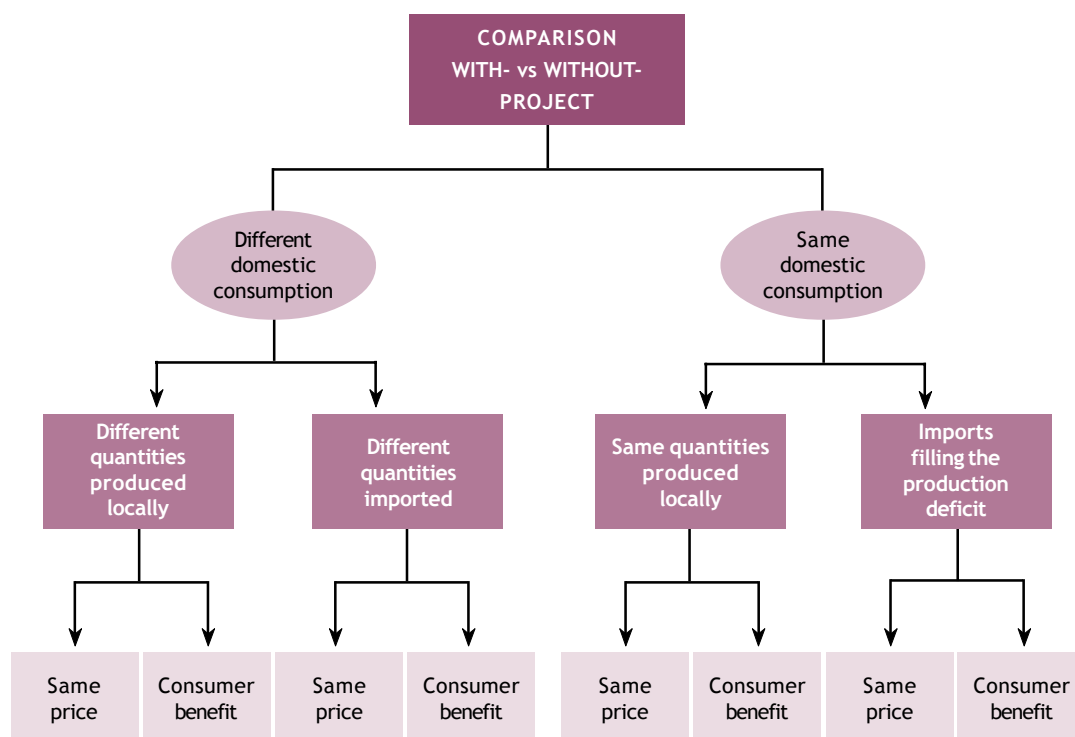 COMPARISON
WITH- vs WITHOUT-
PROJECT
Different
domestic
consumption
Same
domestic
consumption
Different
quantities
produced
locally
Different
quantities
imported
Same quantities
produced
locally
Imports
filling the
production
deficit
Same
price
Consumer
benefit
Same
price
Consumer
benefit
Same
price
Consumer
benefit
Same
price
Consumer
benefit